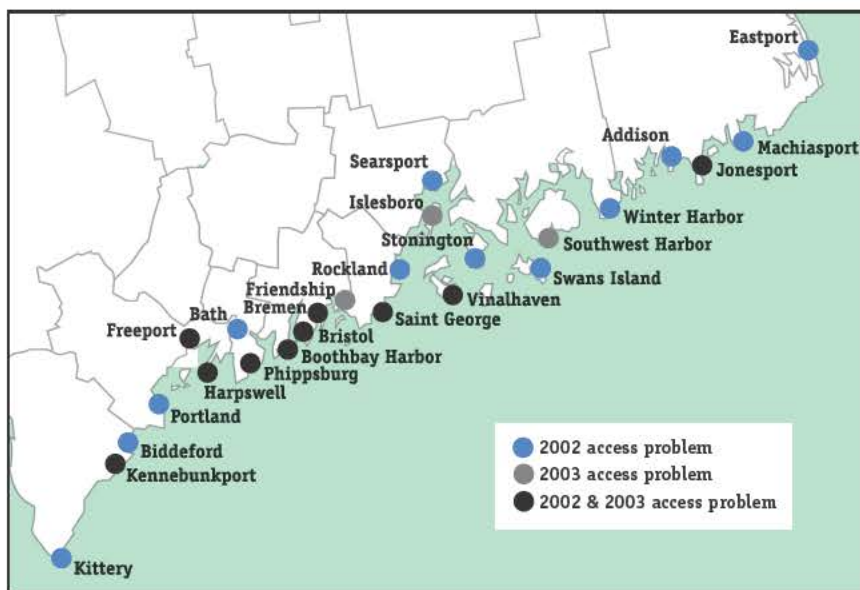 Eastport
Addison
Machiasport
Searsport
Jonesport
Islesboro
Winter Harbor
Stonington
Southwest Harbor
Rockland
Swans Island
Friendship
Vinalhaven
Bremen
Bath
Saint George
Freeport
Bristol
Boothbay Harbor
Phippsburg
Harpswell
Portland
Biddeford
Kennebunkport
Kittery
2002 access problem
2003 access problem
2002 & 2003 access problem